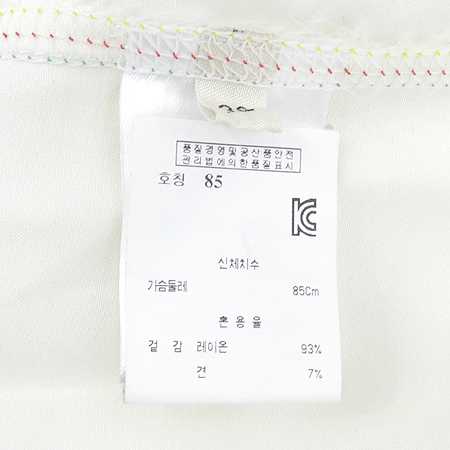 품질경영및공산품안전
관리법에의한품질표시
호칭 85
신체치수
가슴둘레 85Cm
혼용율
겉감 레이온 93%
견 7%